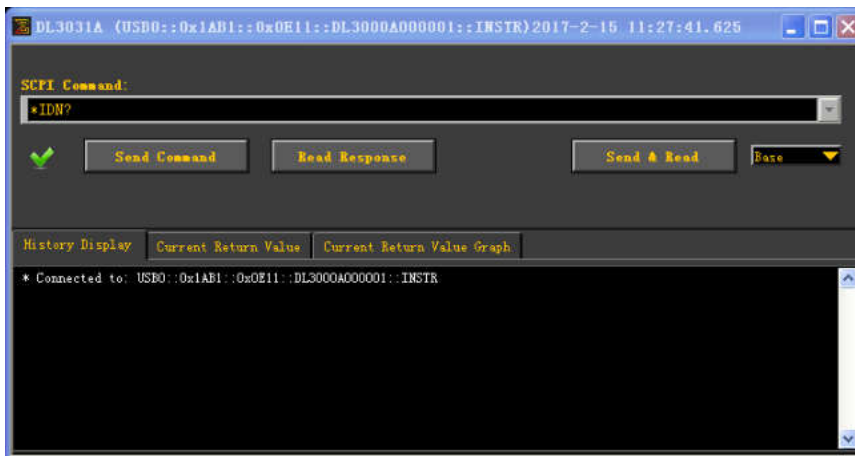 DL3031A (USB0::0x1AB1::0x0E11::DL3000A000001::INSTR)2017-2-15 11:27:41.625
SCPI Command:
*IDN?
Send Command Read Response Send & Read Base
History Display Current Return Value Current Return Value Graph
* Connected to: USB0::0x1AB1::0x0E11::DL3000A000001::INSTR